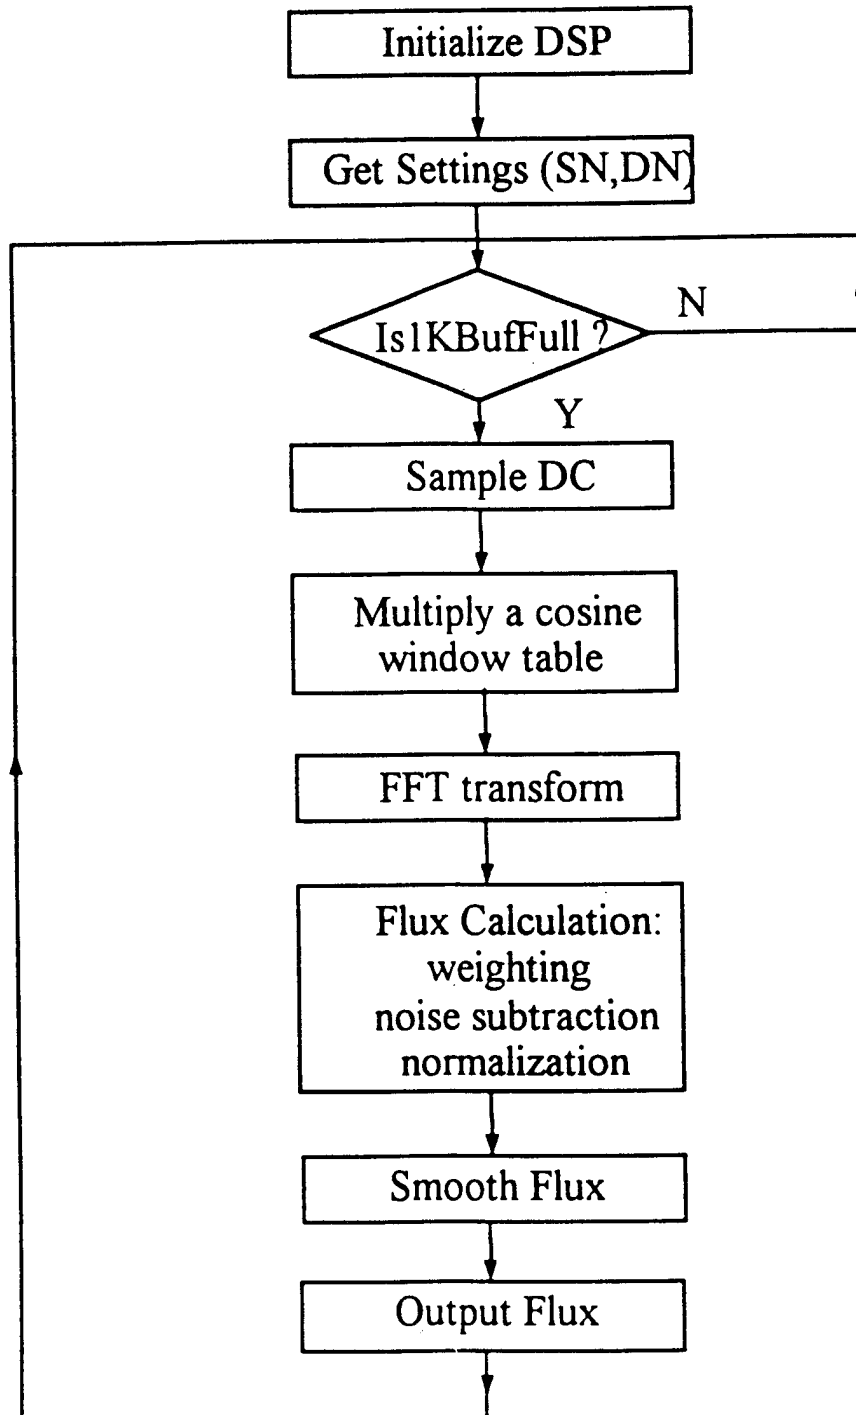 Initialize DSP
Get Settings (SN,DN)
Is1KBufFull ?
N
Y
Sample DC
Multiply a cosine
window table
FFT transform
Flux Calculation:
weighting
noise subtraction
normalization
Smooth Flux
Output Flux